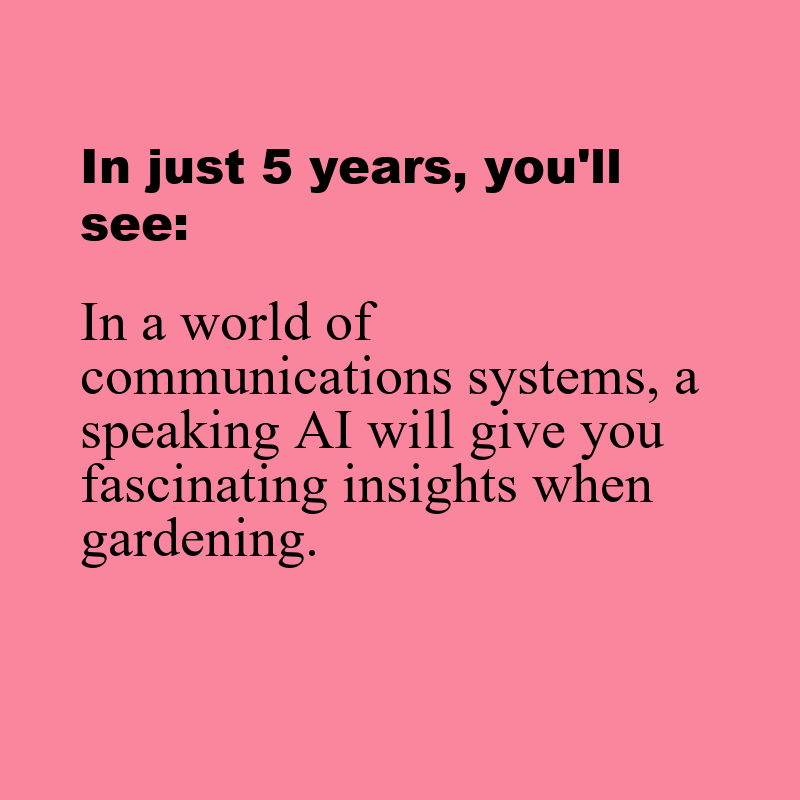 In just 5 years, you'll
see:
In a world of
communications systems, a
speaking AI will give you
fascinating insights when
gardening.